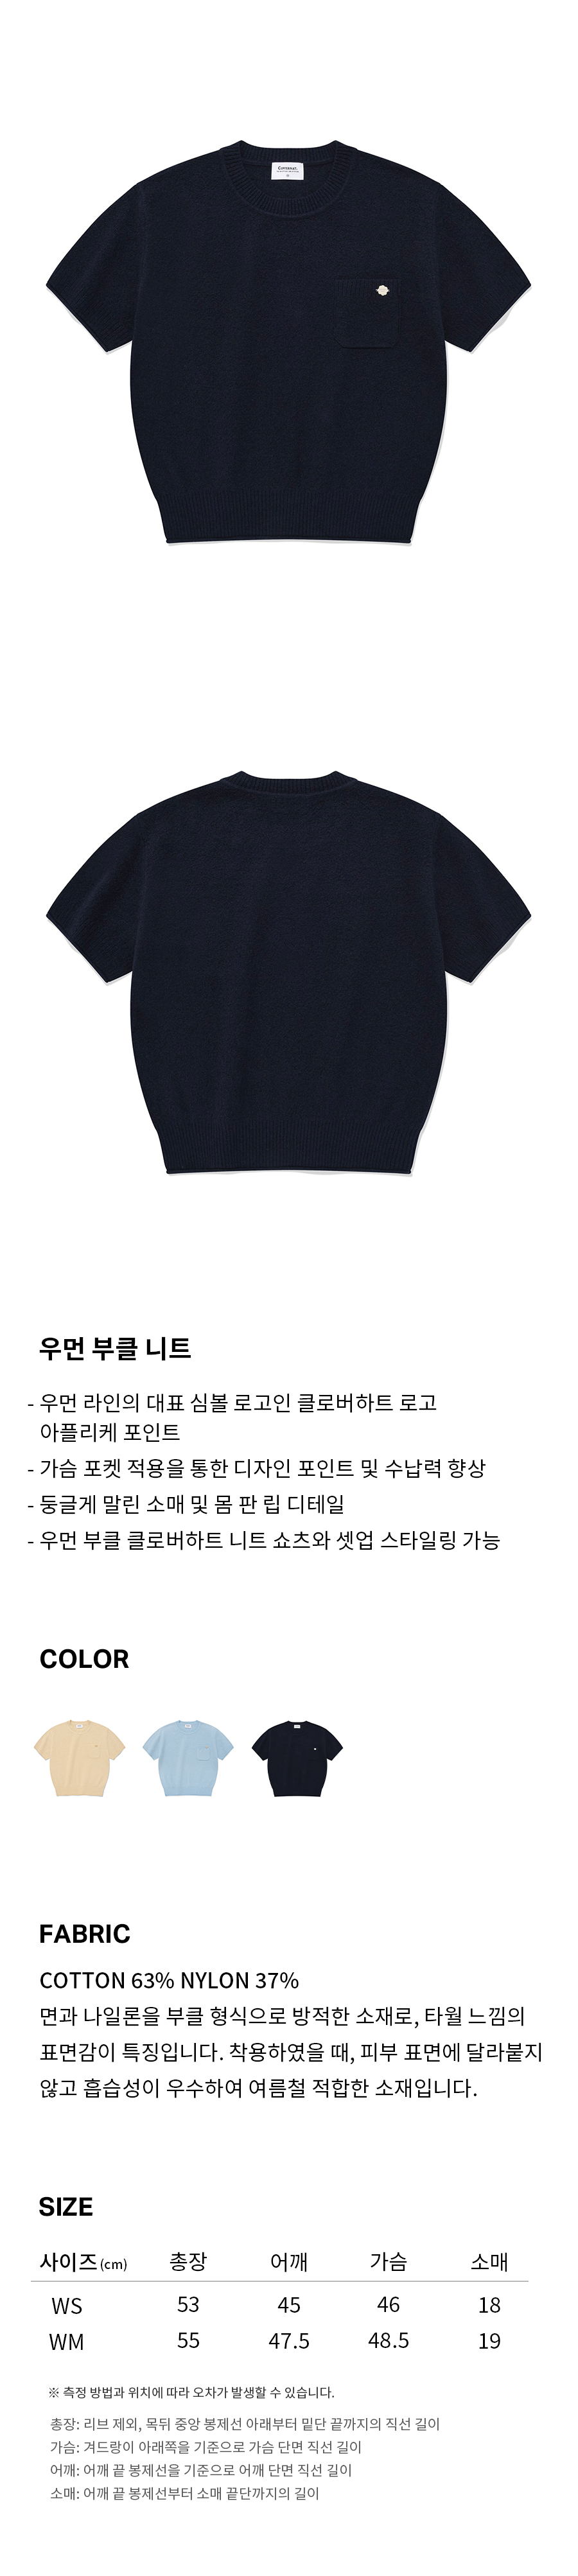 COVERNAT.
M
우먼 부클 니트
- 우먼 라인의 대표 심볼 로고인 클로버하트 로고
아플리케 포인트
- 가슴 포켓 적용을 통한 디자인 포인트 및 수납력 향상
- 둥글게 말린 소매 및 몸 판 립 디테일
- 우먼 부클 클로버하트 니트 쇼츠와 셋업 스타일링 가능
COLOR
FABRIC
COTTON 63% NYLON 37%
면과 나일론을 부클 형식으로 방적한 소재로, 타월 느낌의
표면감이 특징입니다. 착용하였을 때, 피부 표면에 달라붙지
않고 흡습성이 우수하여 여름철 적합한 소재입니다.
SIZE
사이즈(cm) 총장 어깨 가슴 소매
WS 53 45 46 18
WM 55 47.5 48.5 19
※ 측정 방법과 위치에 따라 오차가 발생할 수 있습니다.
총장: 리브 제외, 목뒤 중앙 봉제선 아래부터 밑단 끝까지의 직선 길이
가슴: 겨드랑이 아래쪽을 기준으로 가슴 단면 직선 길이
어깨: 어깨 끝 봉제선을 기준으로 어깨 단면 직선 길이
소매: 어깨 끝 봉제선부터 소매 끝단까지의 길이